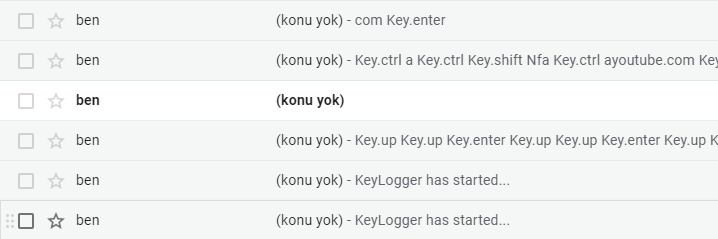 ben (konu yok) - com Key.enter
ben (konu yok) - Key.ctrl a Key.ctrl Key.shift Nfa Key.ctrl ayoutube.com Key
ben (konu yok)
ben (konu yok) - Key.up Key.up Key.enter Key.up Key.up Key.enter Key.up K
ben (konu yok) - KeyLogger has started...
ben (konu yok) - KeyLogger has started...